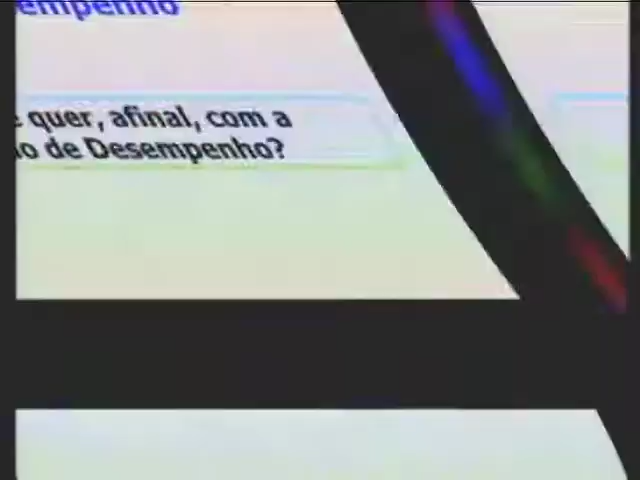 empenho
quer, afinal, com a
o de Desempenho?